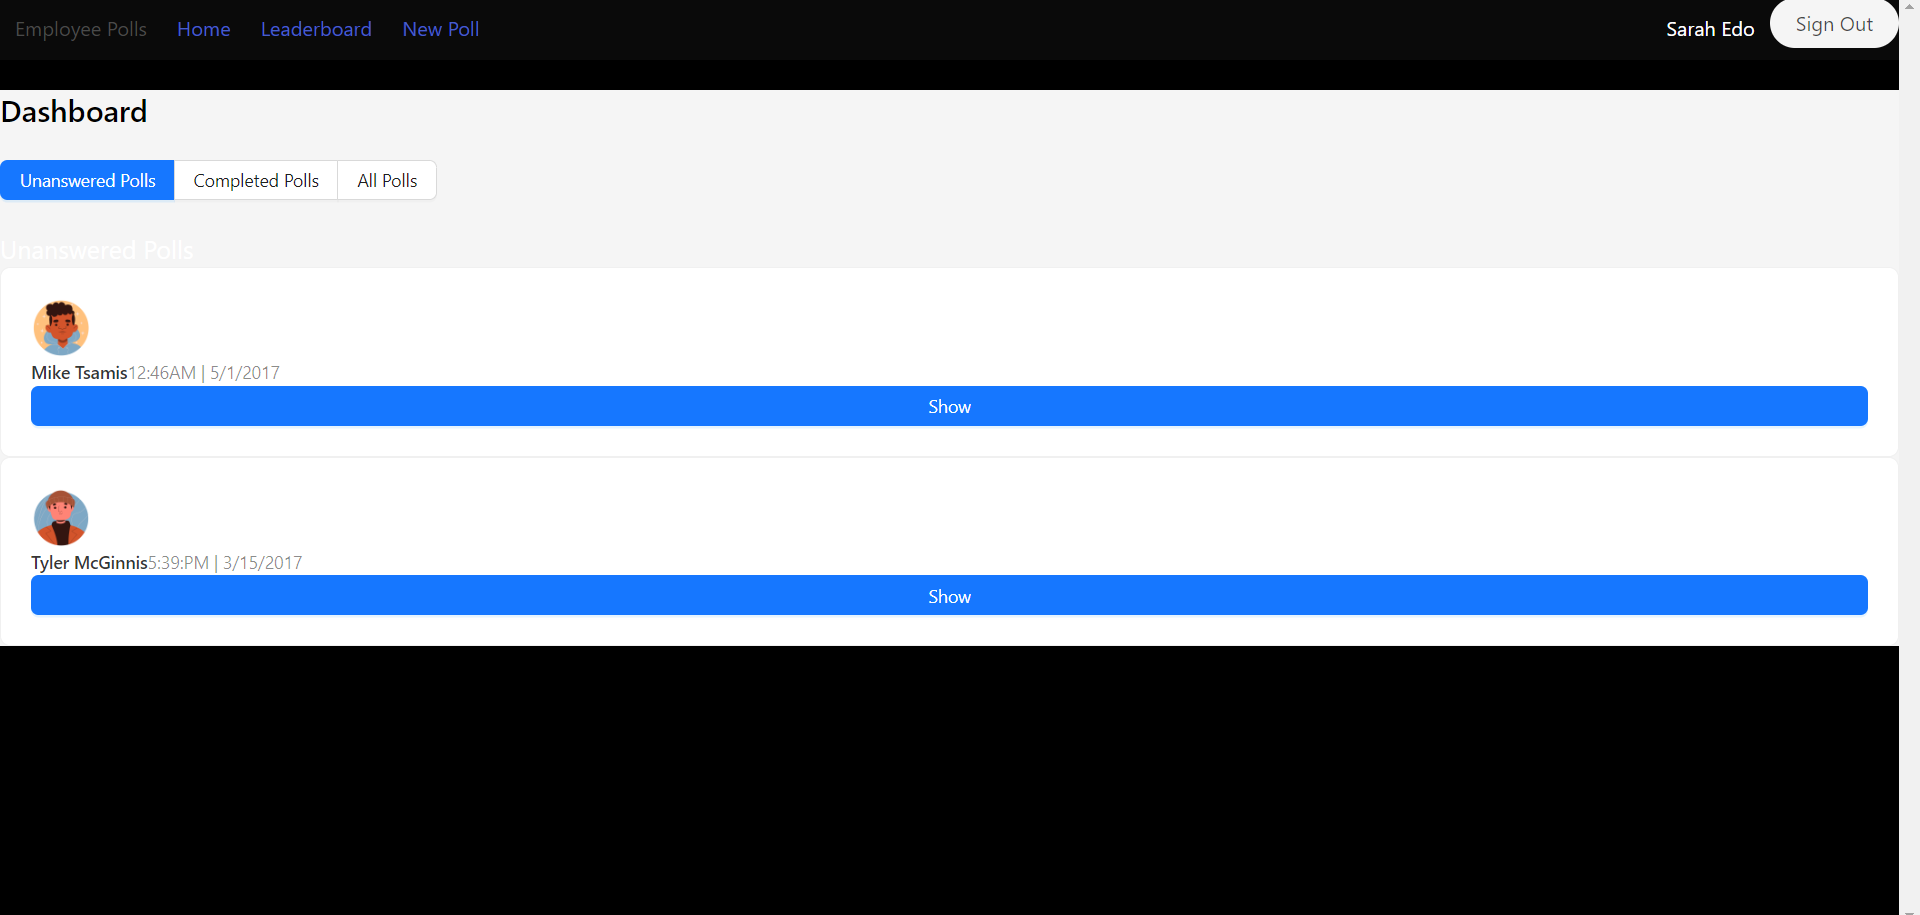 Employee Polls Home Leaderboard New Poll Sarah Edo Sign Out
Dashboard
Unanswered Polls Completed Polls All Polls
Unanswered Polls
Mike Tsamis12:46AM | 5/1/2017
Show
Tyler McGinnis5:39:PM | 3/15/2017
Show